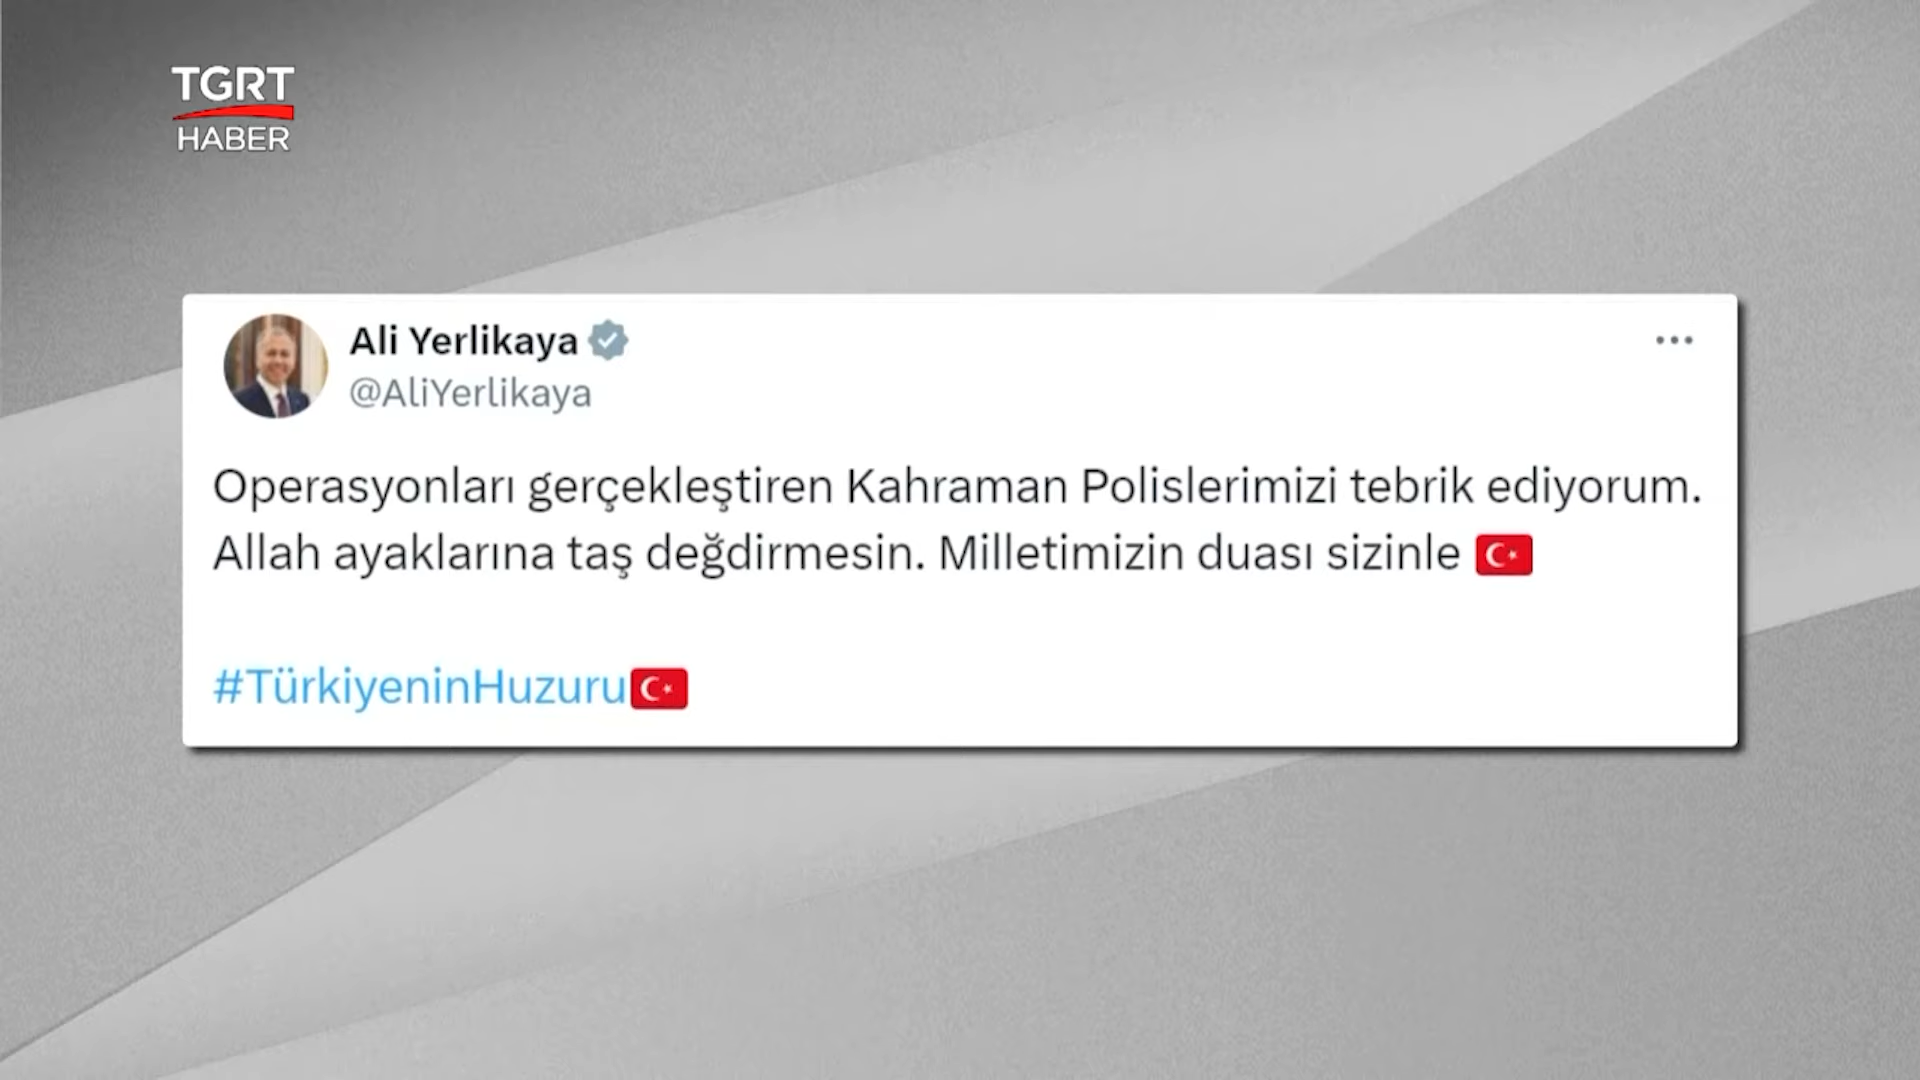 TGRT
HABER
Ali Yerlikaya
@AliYerlikaya
Operasyonları gerçekleştiren Kahraman Polislerimizi tebrik ediyorum.
Allah ayaklarına taş değdirmesin. Milletimizin duası sizinle 🇹🇷
#TürkiyeninHuzuru🇹🇷